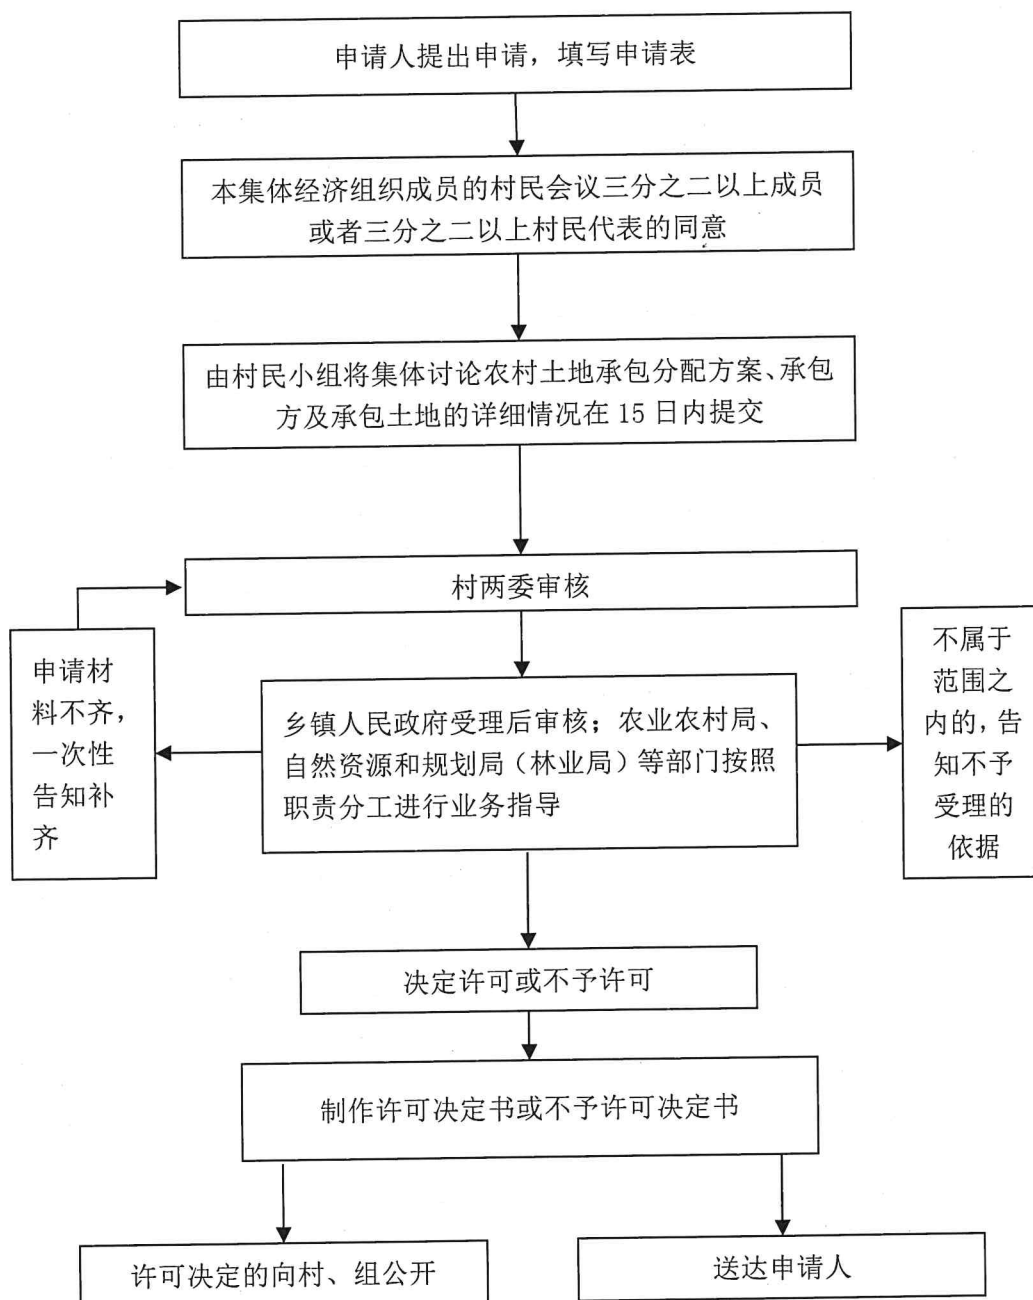 申请人提出申请，填写申请表
本集体经济组织成员的村民会议三分之二以上成员
或者三分之二以上村民代表的同意
由村民小组将集体讨论农村土地承包分配方案、承包
方及承包土地的详细情况在 15 日内提交
村两委审核
申请材
料不齐，
一次性
告知补
齐
乡镇人民政府受理后审核；农业农村局、
自然资源和规划局（林业局）等部门按照
职责分工进行业务指导
不属于
范围之
内的，告
知不予
受理的
依据
决定许可或不予许可
制作许可决定书或不予许可决定书
许可决定的向村、组公开
送达申请人